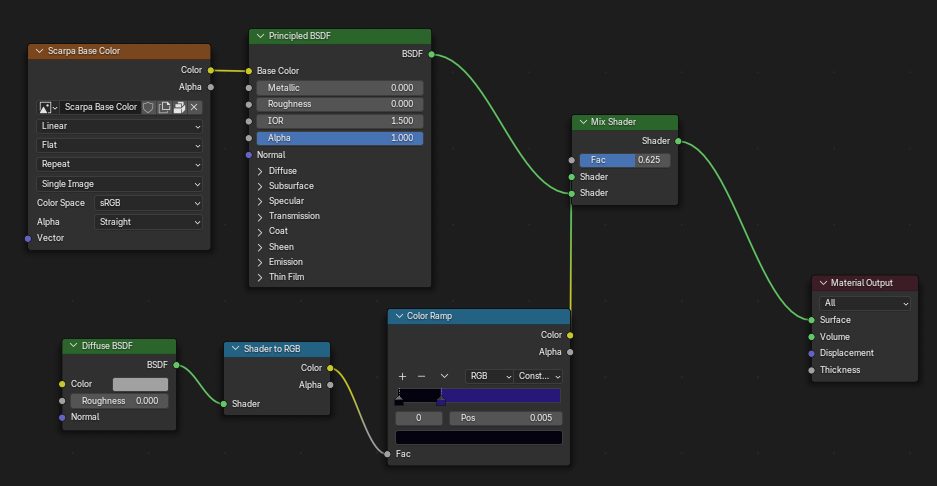 Scarpa Base Color
Color
Alpha
Scarpa Base Color
Linear
Flat
Repeat
Single Image
Color Space
sRGB
Alpha
Straight
Vector
Principled BSDF
BSDF
Base Color
Metallic 0.000
Roughness 0.000
IOR 1.500
Alpha 1.000
Normal
Diffuse
Subsurface
Specular
Transmission
Coat
Sheen
Emission
Thin Film
Mix Shader
Shader
Fac 0.625
Shader
Shader
Material Output
All
Surface
Volume
Displacement
Thickness
Diffuse BSDF
BSDF
Color
Roughness 0.000
Normal
Shader to RGB
Color
Alpha
Shader
Color Ramp
Color
Alpha
RGB
Const...
0
Pos 0.005
Fac